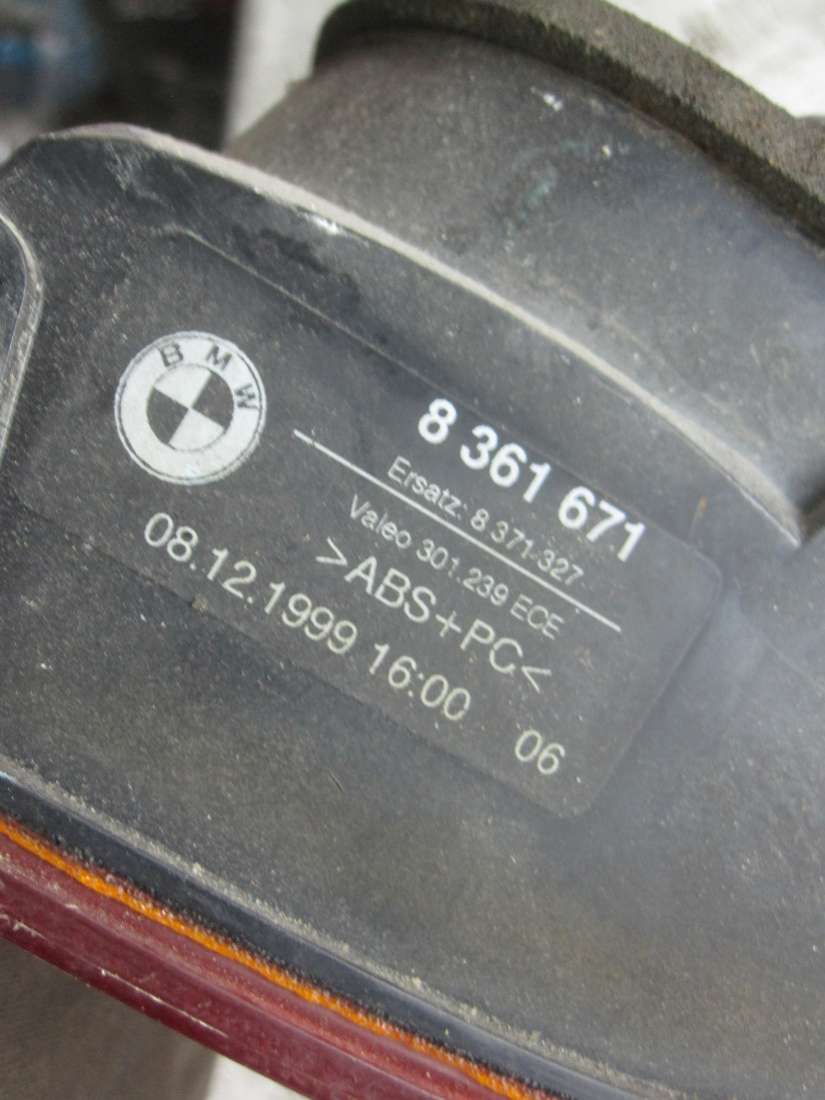 BMW
8 361 671
Ersatz: 8 371-327
Valeo 301.239 ECE
>ABS+PC<
08.12.1999 16:00 06